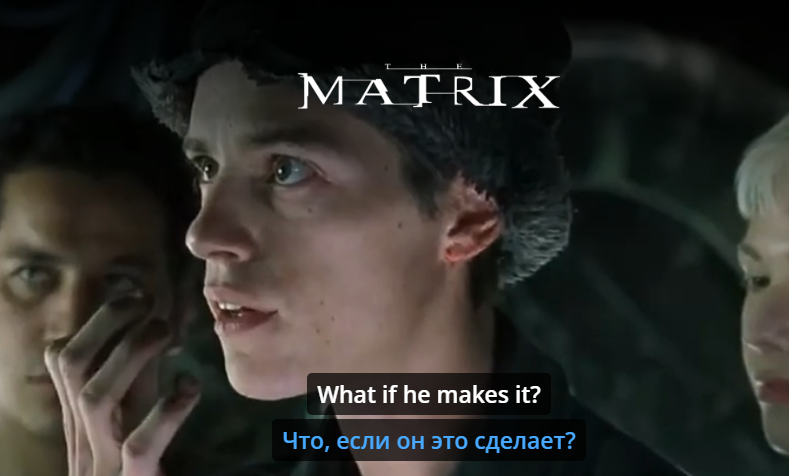 THE
MATRIX
What if he makes it?
Что, если он это сделает?